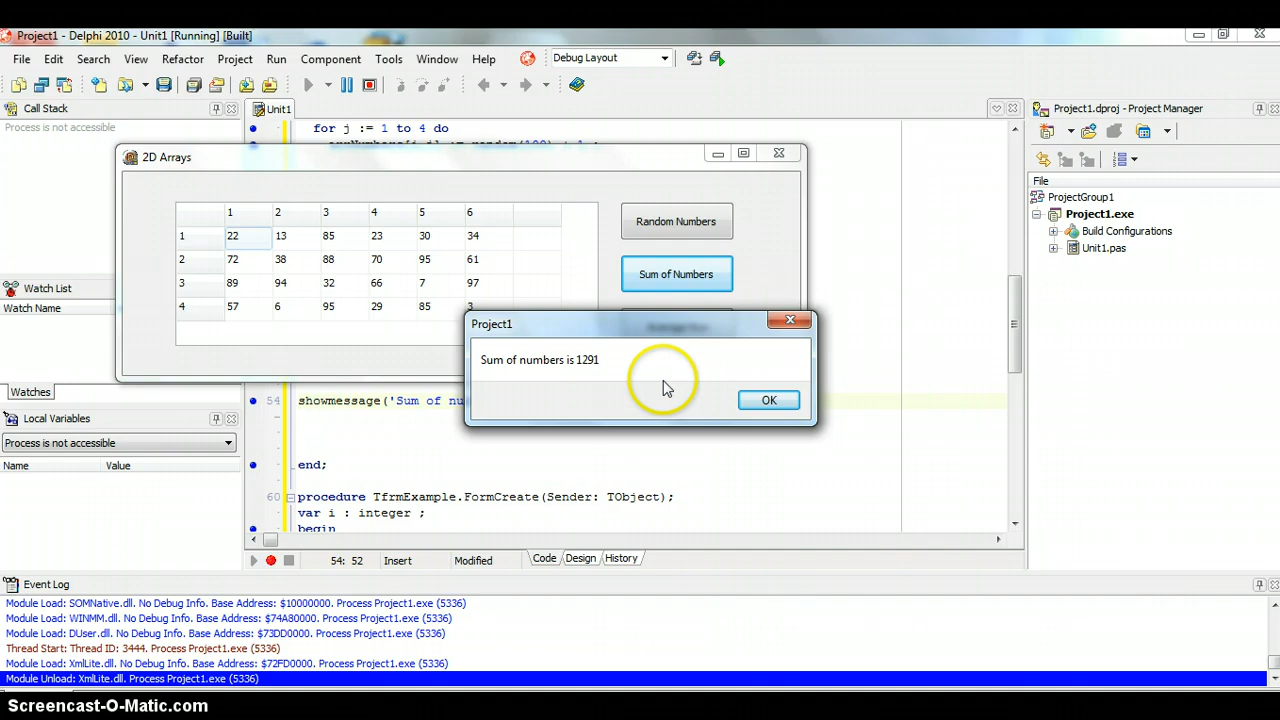 Project1 - Delphi 2010 - Unit1 [Running] [Built]
File Edit Search View Refactor Project Run Component Tools Window Help Debug Layout
Call Stack
Process is not accessible
Unit1
for j := 1 to 4 do
Project1.dproj - Project Manager
File
ProjectGroup1
Project1.exe
Build Configurations
Unit1.pas
2D Arrays
1 2 3 4 5 6
1 22 13 85 23 30 34
2 72 38 88 70 95 61
3 89 94 32 66 7 97
4 57 6 95 29 85 3
Random Numbers
Sum of Numbers
Project1
Sum of numbers is 1291
OK
Watch List
Watch Name
Watches
Local Variables
Process is not accessible
Name Value
54 showmessage('Sum of nu
end;
60 procedure TfrmExample.FormCreate(Sender: TObject);
var i : integer ;
begin
54: 52 Insert Modified Code Design History
Event Log
Module Load: SOMNative.dll. No Debug Info. Base Address: $10000000. Process Project1.exe (5336)
Module Load: WINMM.dll. No Debug Info. Base Address: $74A80000. Process Project1.exe (5336)
Module Load: DUser.dll. No Debug Info. Base Address: $73DD0000. Process Project1.exe (5336)
Thread Start: Thread ID: 3444. Process Project1.exe (5336)
Module Load: XmlLite.dll. No Debug Info. Base Address: $72FD0000. Process Project1.exe (5336)
Module Unload: XmlLite.dll. Process Project1.exe (5336)
Screencast-O-Matic.com